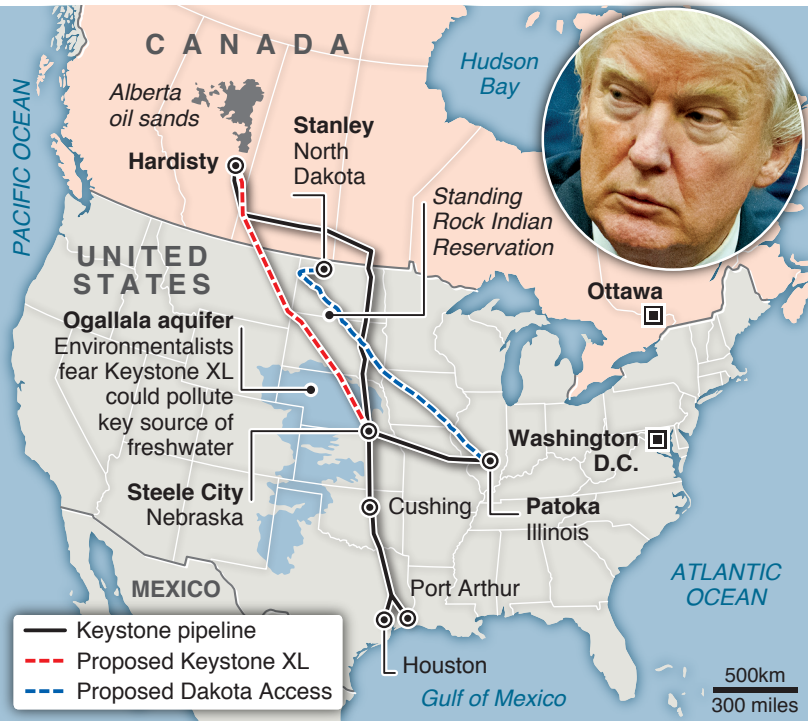 CANADA
Hudson
Bay
PACIFIC OCEAN
Alberta
oil sands
Stanley
North
Dakota
Hardisty
Standing
Rock Indian
Reservation
UNITED
STATES
Ottawa
Ogallala aquifer
Environmentalists
fear Keystone XL
could pollute
key source of
freshwater
Washington
D.C.
Steele City
Nebraska
Cushing
Patoka
Illinois
MEXICO
Port Arthur
ATLANTIC
OCEAN
Keystone pipeline
Proposed Keystone XL
Proposed Dakota Access
Houston
Gulf of Mexico
500km
300 miles